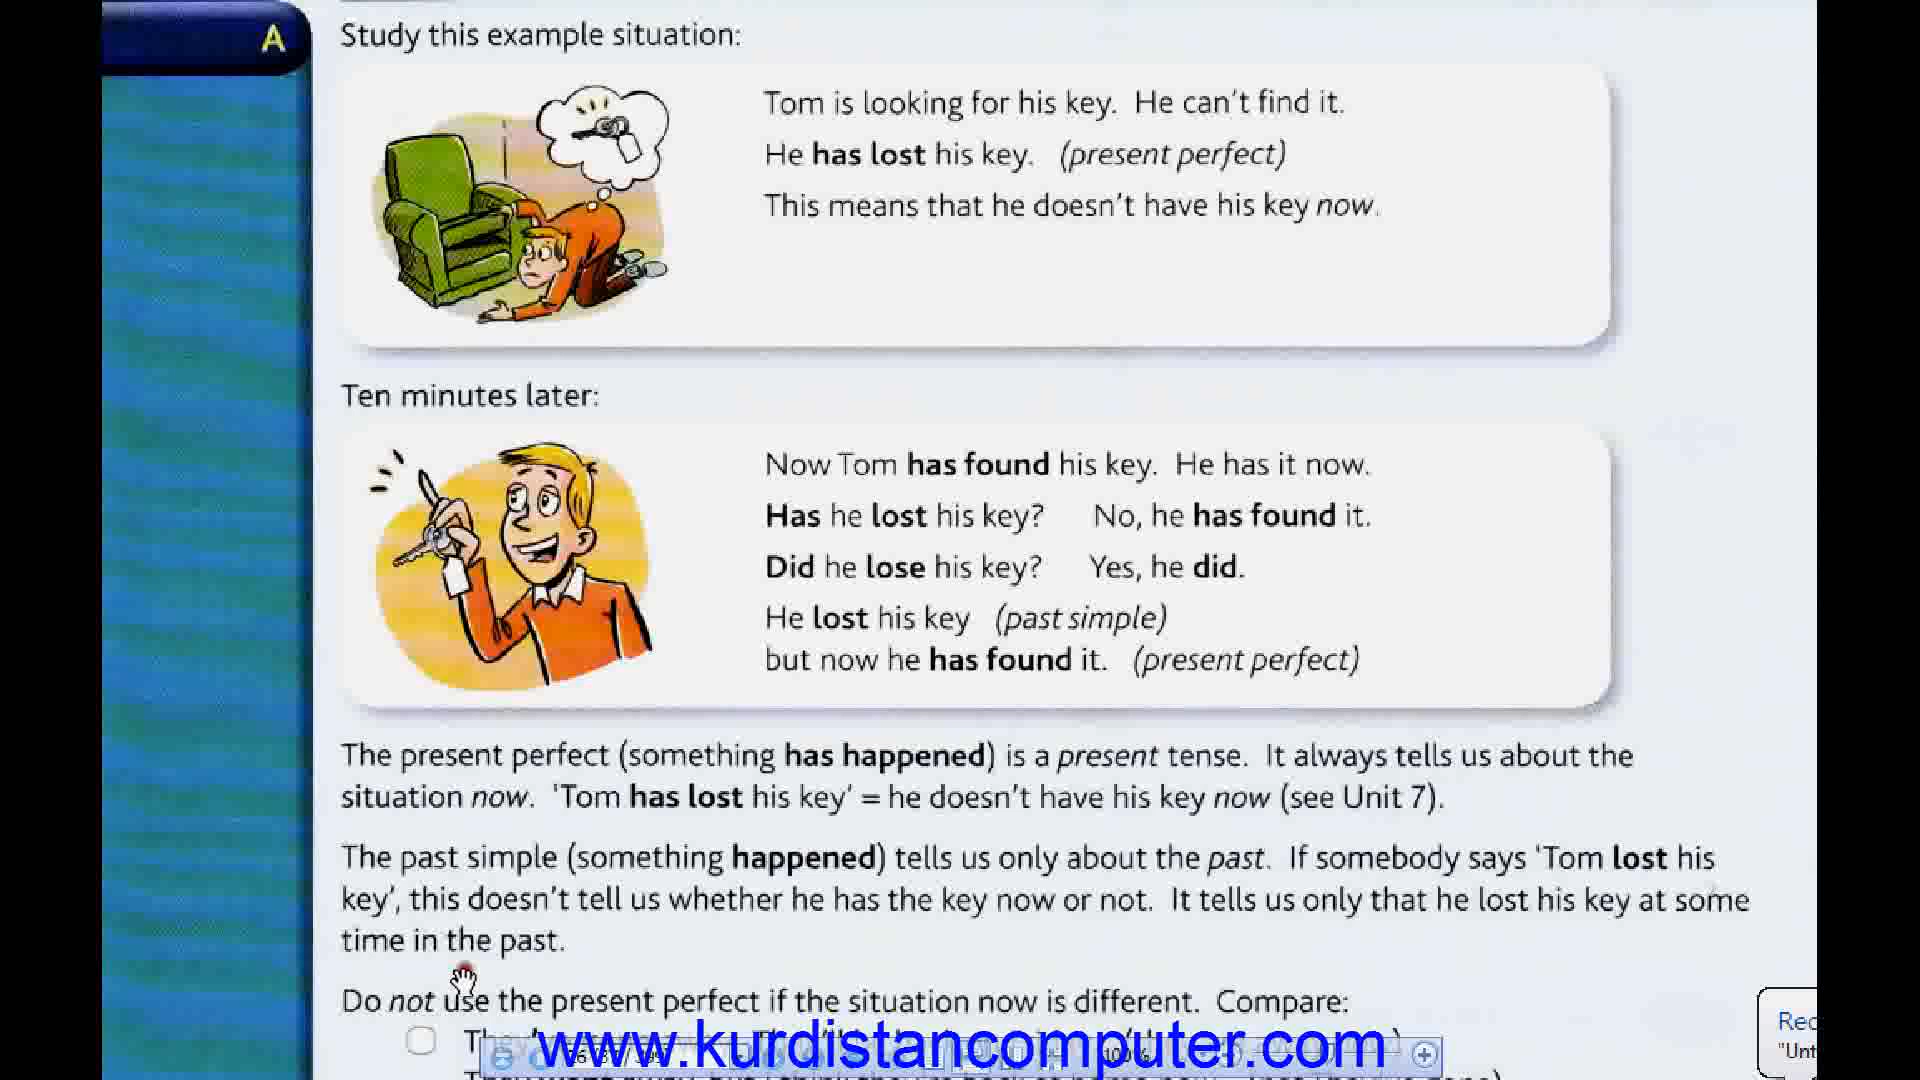 A
Study this example situation:
Tom is looking for his key. He can't find it.
He has lost his key. (present perfect)
This means that he doesn't have his key now.
Ten minutes later:
Now Tom has found his key. He has it now.
Has he lost his key? No, he has found it.
Did he lose his key? Yes, he did.
He lost his key (past simple)
but now he has found it. (present perfect)
The present perfect (something has happened) is a present tense. It always tells us about the
situation now. 'Tom has lost his key' = he doesn't have his key now (see Unit 7).
The past simple (something happened) tells us only about the past. If somebody says 'Tom lost his
key', this doesn't tell us whether he has the key now or not. It tells us only that he lost his key at some
time in the past.
Do not use the present perfect if the situation now is different. Compare:
www.kurdistancomputer.com
100%
Rec
"Unt